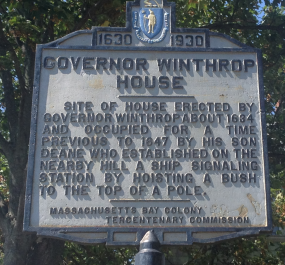 1630 1930
GOVERNOR WINTHROP
HOUSE
SITE OF HOUSE ERECTED BY
GOVERNOR WINTHROP ABOUT 1634
AND OCCUPIED FOR A TIME
PREVIOUS TO 1647 BY HIS SON
DEANE WHO ESTABLISHED ON THE
NEARBY HILL A SHIP SIGNALING
STATION BY HOISTING A BUSH
TO THE TOP OF A POLE.
MASSACHUSETTS BAY COLONY
TERCENTENARY COMMISSION